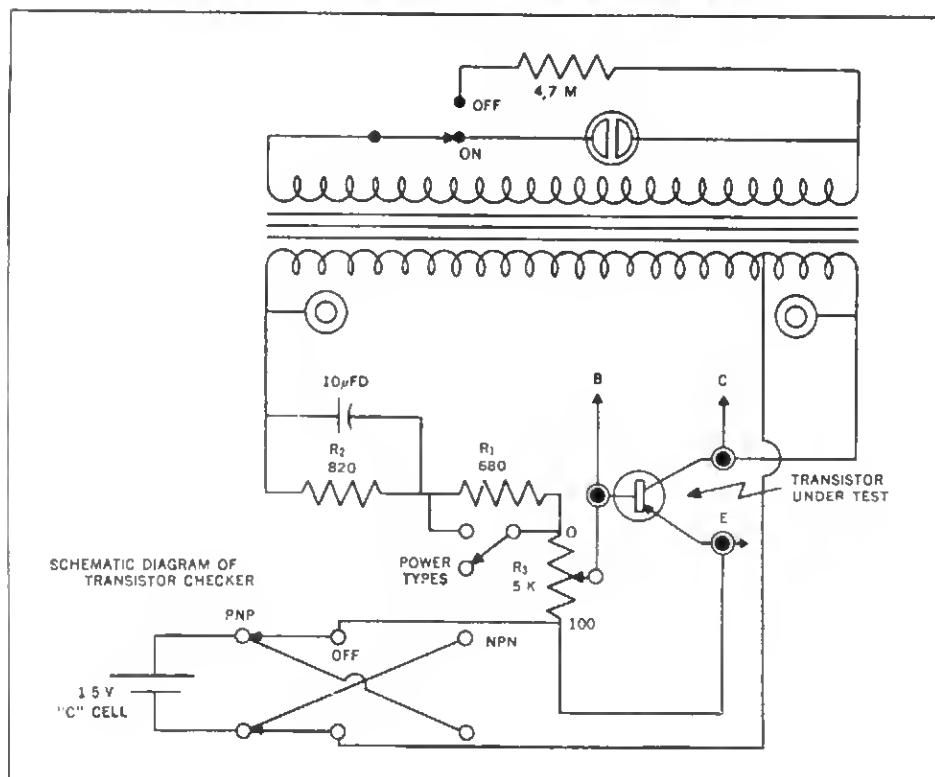 4.7 M
OFF
ON
10µFD
R2
820
R1
680
B
C
TRANSISTOR
UNDER TEST
E
0
R3
5 K
100
POWER
TYPES
SCHEMATIC DIAGRAM OF
TRANSISTOR CHECKER
PNP
OFF
NPN
1.5 V
"C" CELL